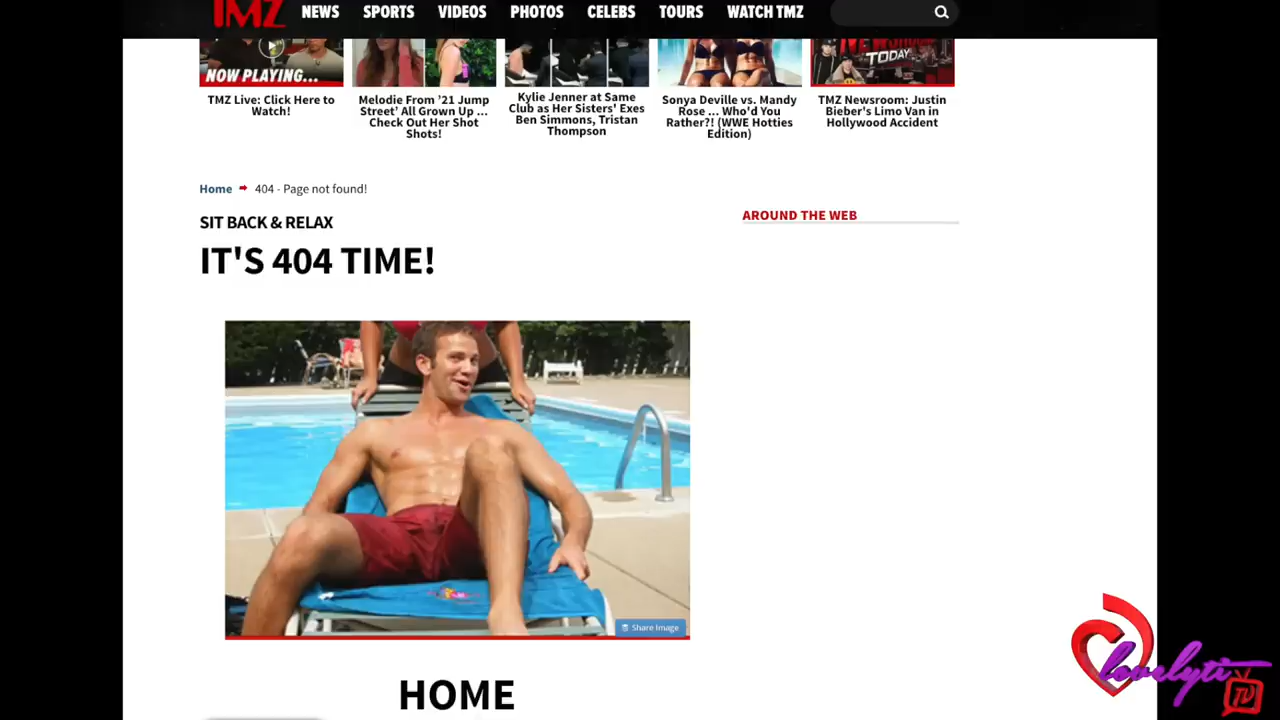 TMZ
NEWS SPORTS VIDEOS PHOTOS CELEBS TOURS WATCH TMZ
NOW PLAYING...
NEWSROOM
TODAY
TMZ Live: Click Here to
Watch!
Melodie From '21 Jump
Street' All Grown Up ...
Check Out Her Shot
Shots!
Kylie Jenner at Same
Club as Her Sisters' Exes
Ben Simmons, Tristan
Thompson
Sonya Deville vs. Mandy
Rose ... Who'd You
Rather?! (WWE Hotties
Edition)
TMZ Newsroom: Justin
Bieber's Limo Van in
Hollywood Accident
Home 404 - Page not found!
SIT BACK & RELAX
IT'S 404 TIME!
AROUND THE WEB
Share Image
HOME
lovelyti
TV